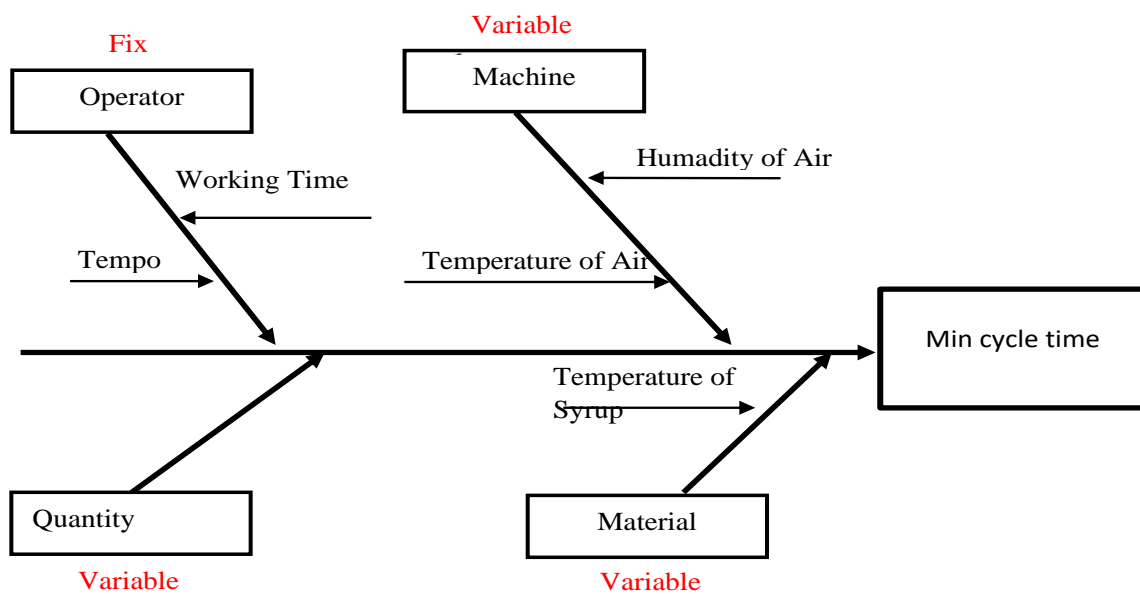 Variable
Fix
Machine
Operator
Humadity of Air
Working Time
Tempo
Temperature of Air
Min cycle time
Temperature of
Syrup
Quantity
Material
Variable
Variable